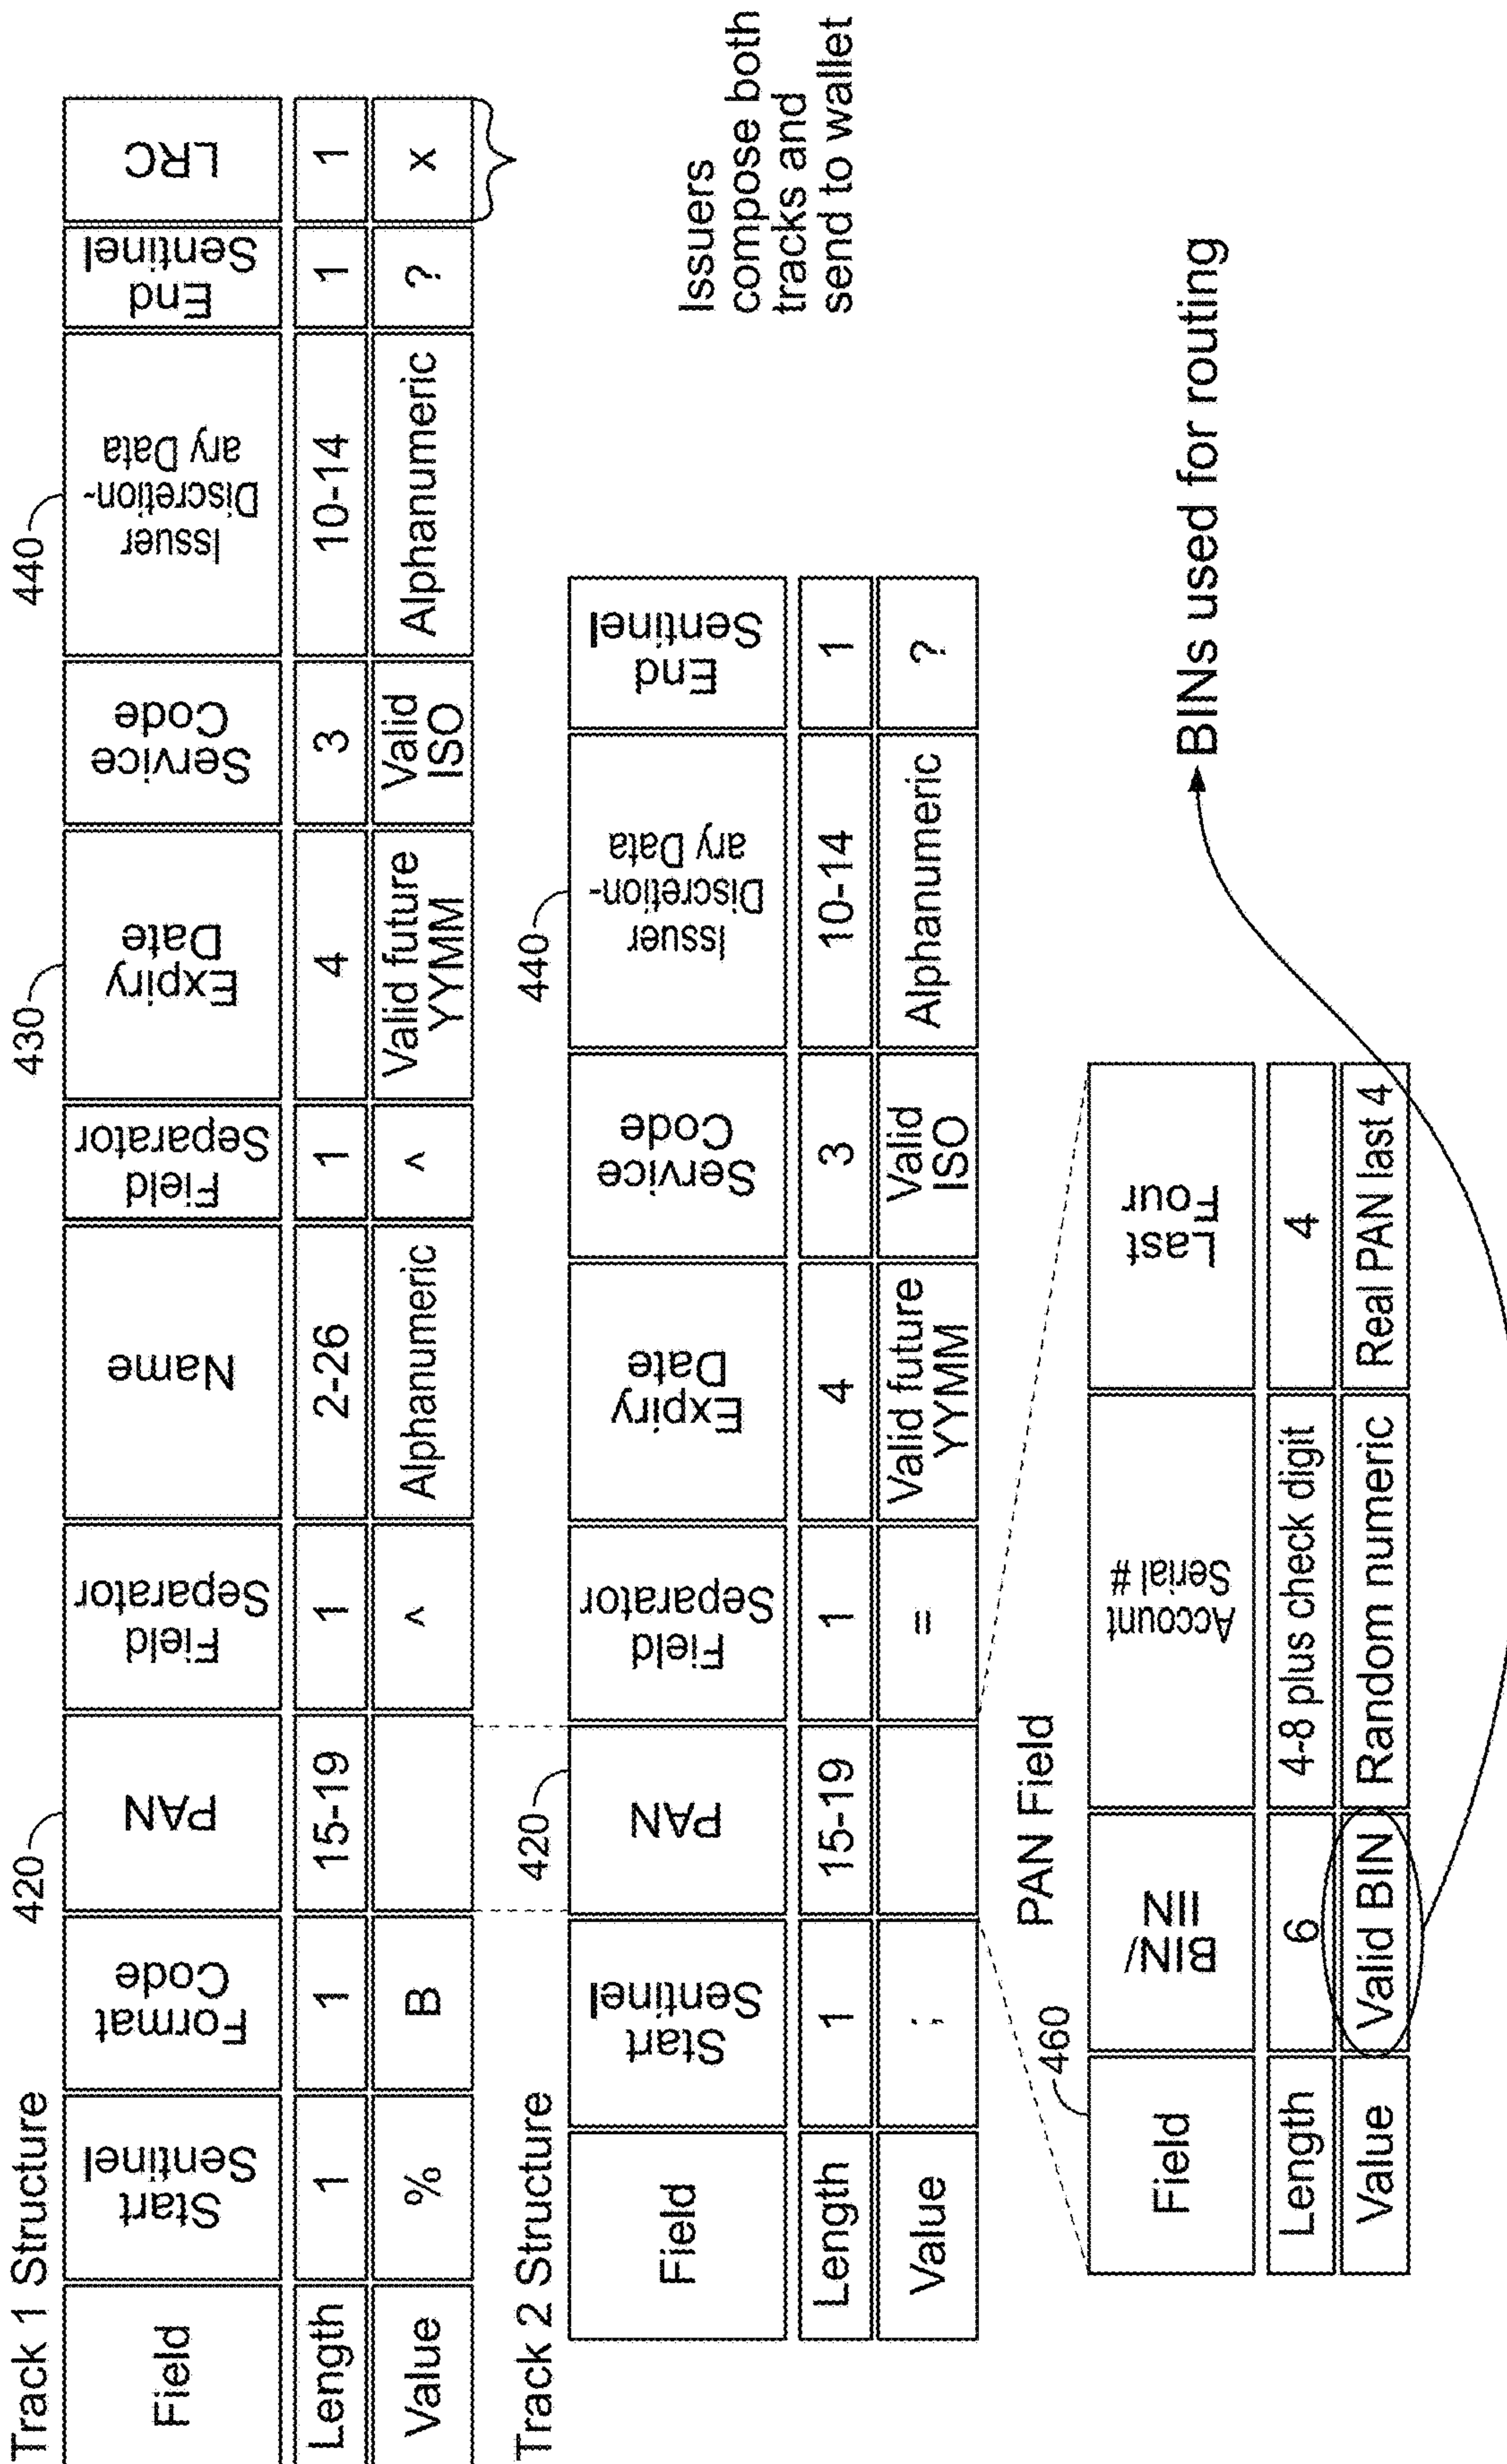 Track 1 Structure
420
430
440
Field
Start
Sentinel
Format
Code
PAN
Field
Separator
Name
Field
Separator
Expiry
Date
Service
Code
Issuer
Discretion-
ary Data
End
Sentinel
LRC
Length
1
1
15-19
1
2-26
1
4
3
10-14
1
1
Value
%
B
^
Alphanumeric
^
Valid future
YYMM
Valid
ISO
Alphanumeric
?
x
Track 2 Structure
420
440
Field
Start
Sentinel
PAN
Field
Separator
Expiry
Date
Service
Code
Issuer
Discretion-
ary Data
End
Sentinel
Length
1
15-19
1
4
3
10-14
1
Value
;
=
Valid future
YYMM
Valid
ISO
Alphanumeric
?
Issuers
compose both
tracks and
send to wallet
PAN Field
460
Field
BIN/
IIN
Account
Serial #
Last
Four
Length
6
4-8 plus check digit
4
Value
Valid BIN
Random numeric
Real PAN last 4
BINs used for routing